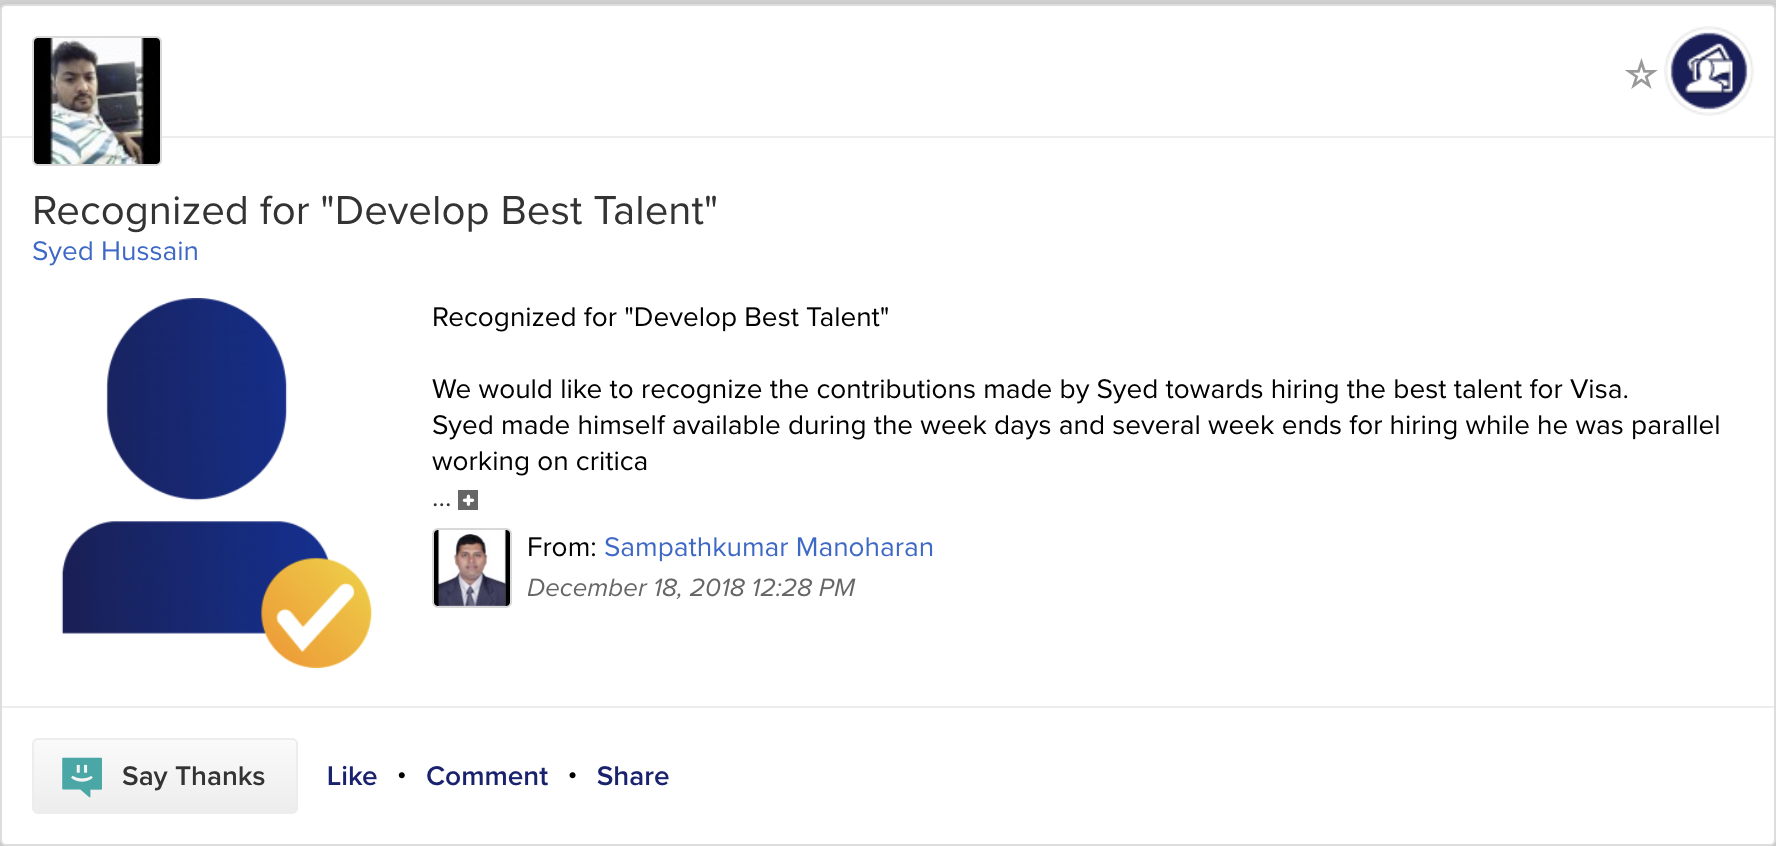 Recognized for "Develop Best Talent"
Syed Hussain
Recognized for "Develop Best Talent"
We would like to recognize the contributions made by Syed towards hiring the best talent for Visa.
Syed made himself available during the week days and several week ends for hiring while he was parallel
working on critica
...
From: Sampathkumar Manoharan
December 18, 2018 12:28 PM
Say Thanks
Like • Comment • Share